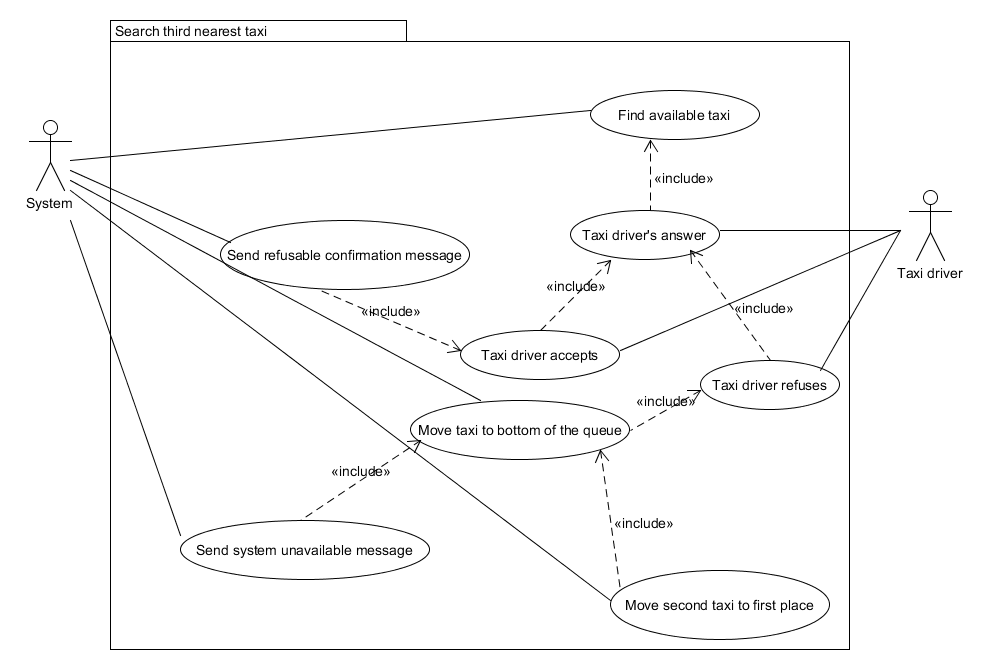 Search third nearest taxi
Find available taxi
«include»
System
Taxi driver's answer
Send refusable confirmation message
Taxi driver
«include»
«include»
«include»
Taxi driver accepts
Taxi driver refuses
«include»
Move taxi to bottom of the queue
«include»
«include»
Send system unavailable message
Move second taxi to first place